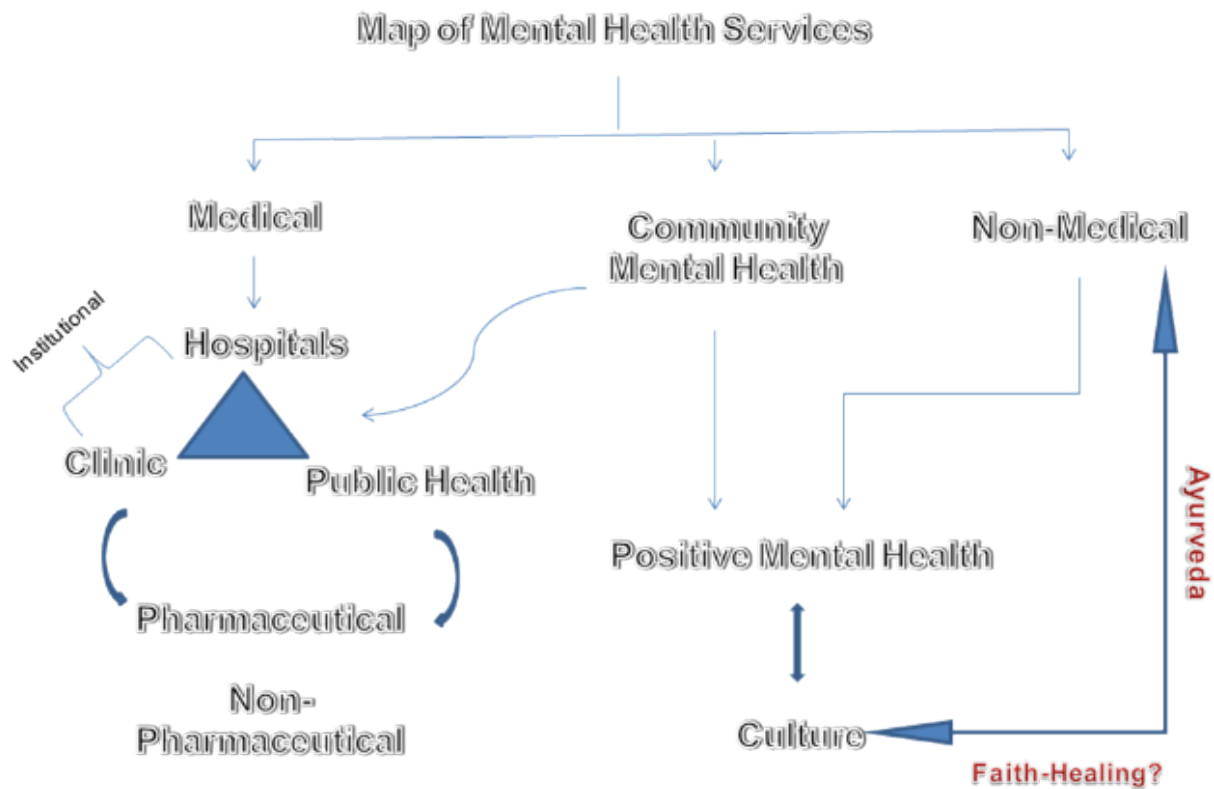 Map of Mental Health Services
Medical
Community
Mental Health
Non-Medical
Institutional
Hospitals
Clinic
Public Health
Ayurveda
Positive Mental Health
Pharmaceutical
Non-
Pharmaceutical
Culture
Faith-Healing?